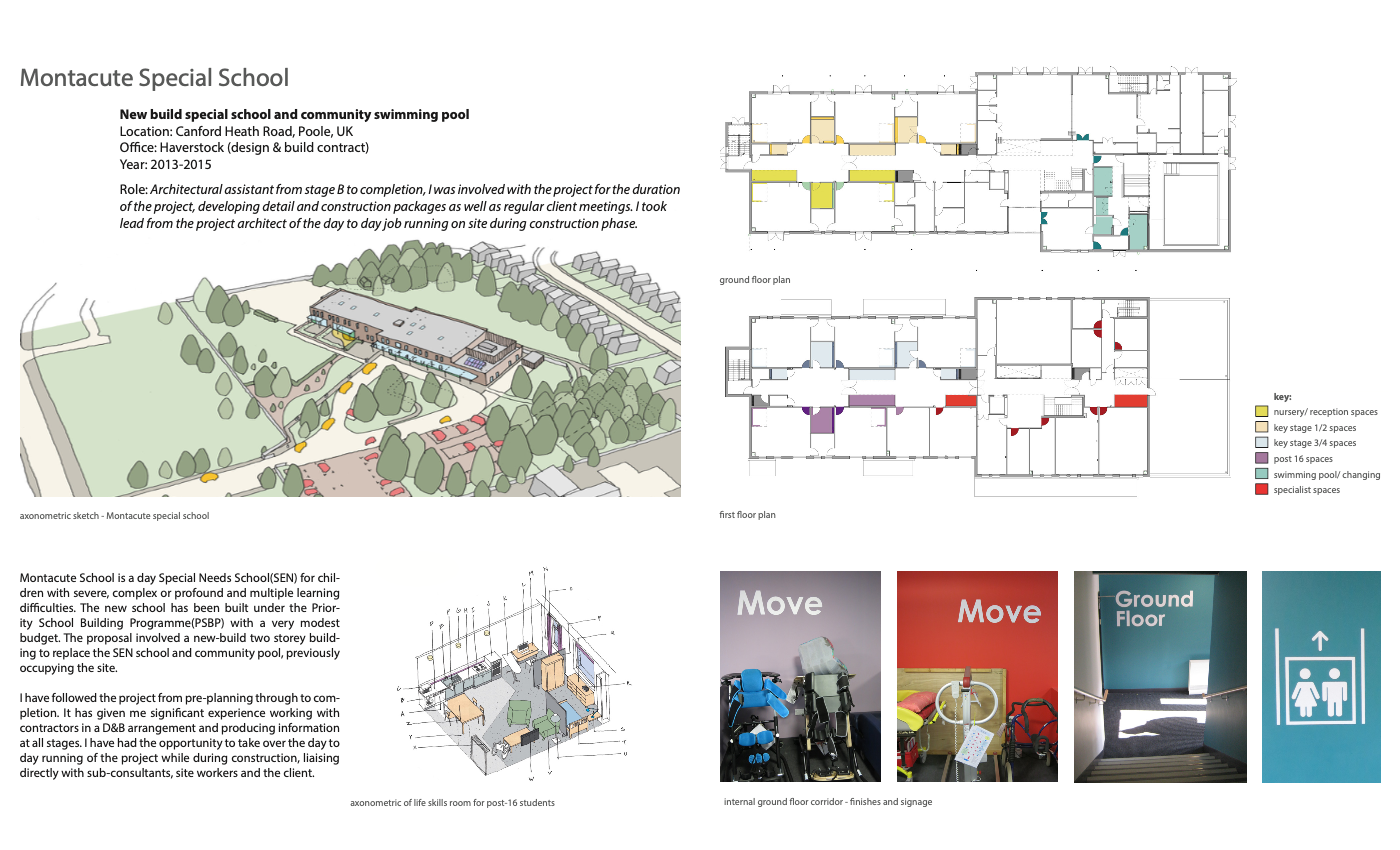 Montacute Special School
New build special school and community swimming pool
Location: Canford Heath Road, Poole, UK
Office: Haverstock (design & build contract)
Year: 2013-2015
Role: Architectural assistant from stage B to completion, I was involved with the project for the duration
of the project, developing detail and construction packages as well as regular client meetings. I took
lead from the project architect of the day to day job running on site during construction phase.
axonometric sketch - Montacute special school
ground floor plan
first floor plan
key:
nursery/ reception spaces
key stage 1/2 spaces
key stage 3/4 spaces
post 16 spaces
swimming pool/ changing
specialist spaces
Montacute School is a day Special Needs School(SEN) for chil-
dren with severe, complex or profound and multiple learning
difficulties. The new school has been built under the Prior-
ity School Building Programme(PSBP) with a very modest
budget. The proposal involved a new-build two storey build-
ing to replace the SEN school and community pool, previously
occupying the site.
I have followed the project from pre-planning through to com-
pletion. It has given me significant experience working with
contractors in a D&B arrangement and producing information
at all stages. I have had the opportunity to take over the day to
day running of the project while during construction, liaising
directly with sub-consultants, site workers and the client.
axonometric of life skills room for post-16 students
Move
Move
Ground
Floor
internal ground floor corridor - finishes and signage